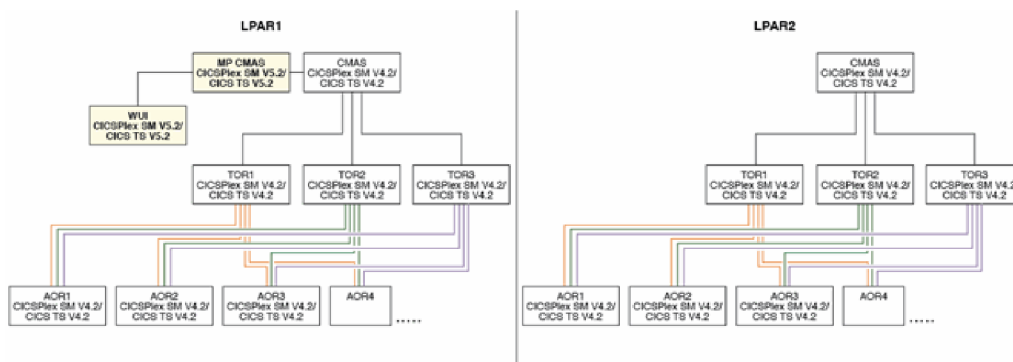 LPAR1
MP CMAS
CICSPlex SM V5.2/
CICS TS V5.2
CMAS
CICSPlex SM V4.2/
CICS TS V4.2
WUI
CICSPlex SM V5.2/
CICS TS V5.2
TOR1
CICSPlex SM V4.2/
CICS TS V4.2
TOR2
CICSPlex SM V4.2/
CICS TS V4.2
TOR3
CICSPlex SM V4.2/
CICS TS V4.2
AOR1
CICSPlex SM V4.2/
CICS TS V4.2
AOR2
CICSPlex SM V4.2/
CICS TS V4.2
AOR3
CICSPlex SM V4.2/
CICS TS V4.2
AOR4
.....
LPAR2
CMAS
CICSPlex SM V4.2/
CICS TS V4.2
TOR1
CICSPlex SM V4.2/
CICS TS V4.2
TOR2
CICSPlex SM V4.2/
CICS TS V4.2
TOR3
CICSPlex SM V4.2/
CICS TS V4.2
AOR1
CICSPlex SM V4.2/
CICS TS V4.2
AOR2
CICSPlex SM V4.2/
CICS TS V4.2
AOR3
CICSPlex SM V4.2/
CICS TS V4.2
AOR4
.....